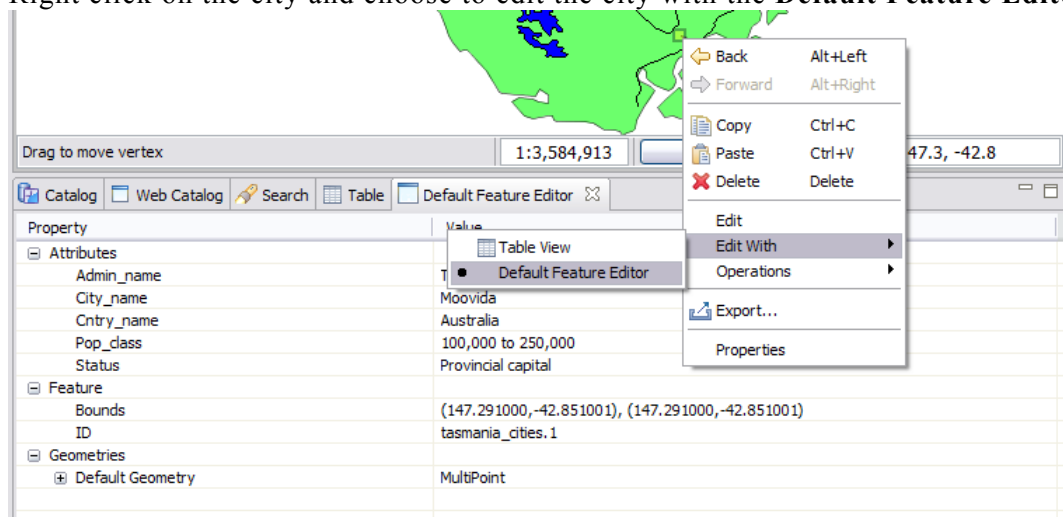 Right click on the city and choose to edit the city with the Default Feature
Back Alt+Left
Forward Alt+Right
Copy Ctrl+C
Drag to move vertex 1:3,584,913 Paste Ctrl+V 47.3, -42.8
Delete Delete
Catalog Web Catalog Search Table Default Feature Editor
Edit
Property Value
Edit With
Table View
Attributes
Default Feature Editor
Operations
Admin_name T
City_name Moovida
Export...
Cntry_name Australia
Pop_class 100,000 to 250,000
Properties
Status Provincial capital
Feature
Bounds (147.291000,-42.851001), (147.291000,-42.851001)
ID tasmania_cities.1
Geometries
Default Geometry MultiPoint